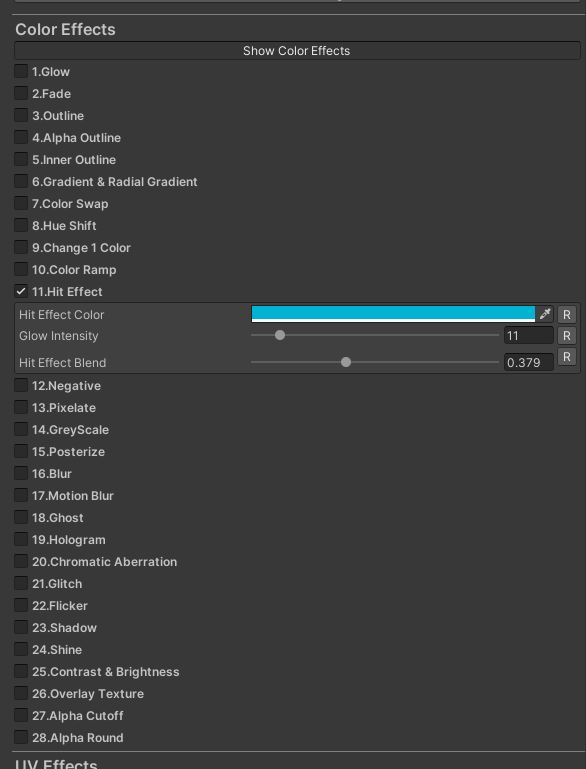 Color Effects
Show Color Effects
1.Glow
2.Fade
3.Outline
4.Alpha Outline
5.Inner Outline
6.Gradient & Radial Gradient
7.Color Swap
8.Hue Shift
9.Change 1 Color
10.Color Ramp
11.Hit Effect
Hit Effect Color R
Glow Intensity 11 R
Hit Effect Blend 0.379 R
12.Negative
13.Pixelate
14.GreyScale
15.Posterize
16.Blur
17.Motion Blur
18.Ghost
19.Hologram
20.Chromatic Aberration
21.Glitch
22.Flicker
23.Shadow
24.Shine
25.Contrast & Brightness
26.Overlay Texture
27.Alpha Cutoff
28.Alpha Round
UV Effects